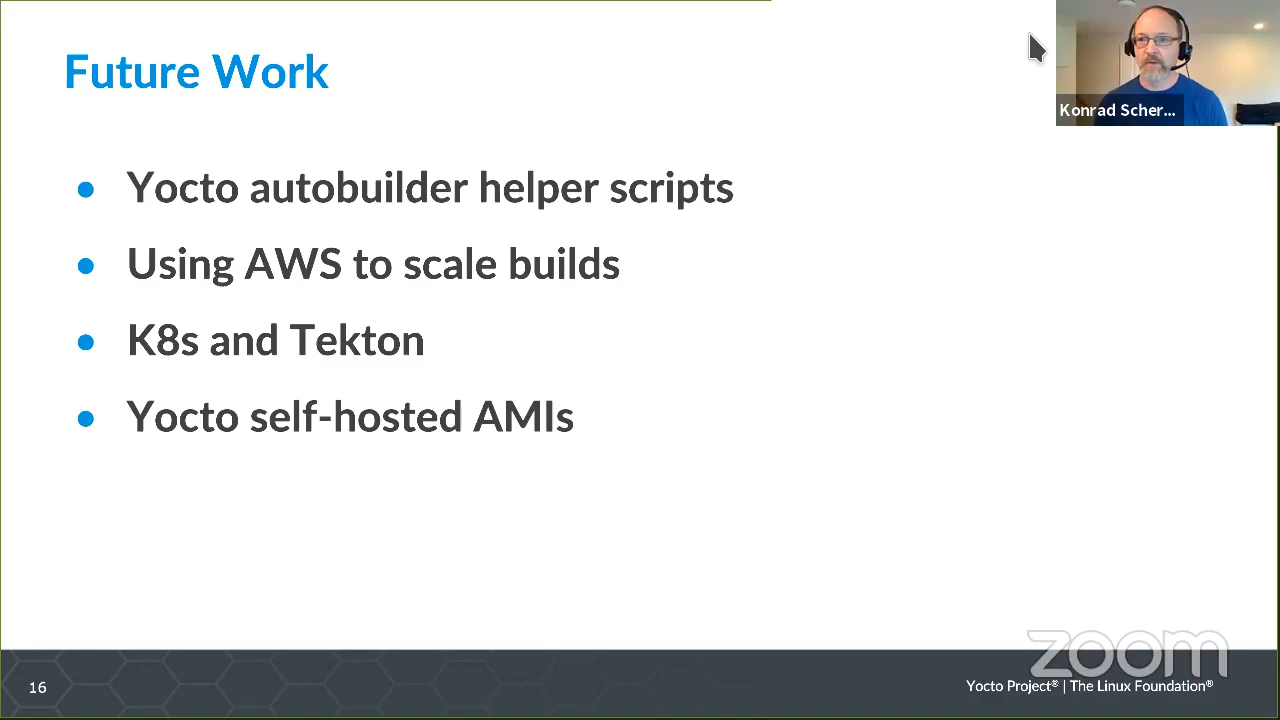 Future Work
Konrad Scher...
• Yocto autobuilder helper scripts
• Using AWS to scale builds
• K8s and Tekton
• Yocto self-hosted AMIs
zoom
16
Yocto Project® | The Linux Foundation®